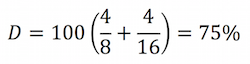 D = 100 (4/8 + 4/16) = 75%